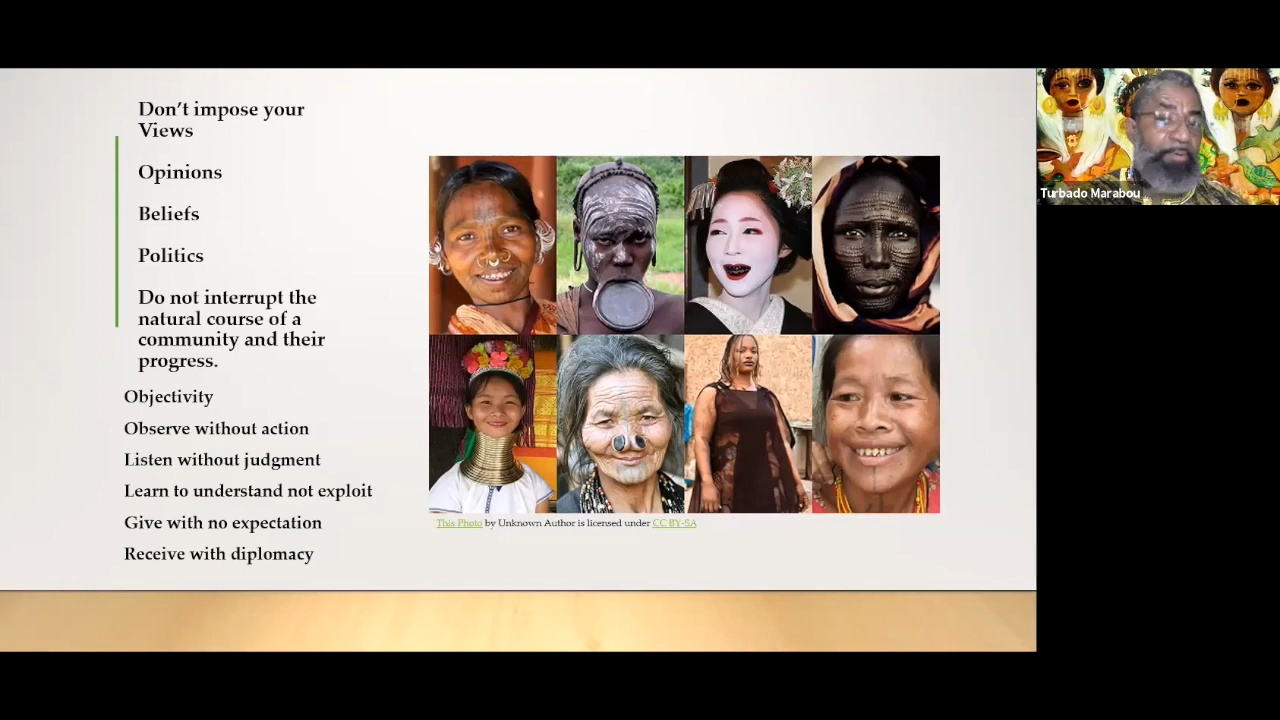 Don't impose your
Views
Opinions
Beliefs
Politics
Do not interrupt the
natural course of a
community and their
progress.
Objectivity
Observe without action
Listen without judgment
Learn to understand not exploit
Give with no expectation
Receive with diplomacy
This Photo by Unknown Author is licensed under CC BY-SA
Turbado Marabou